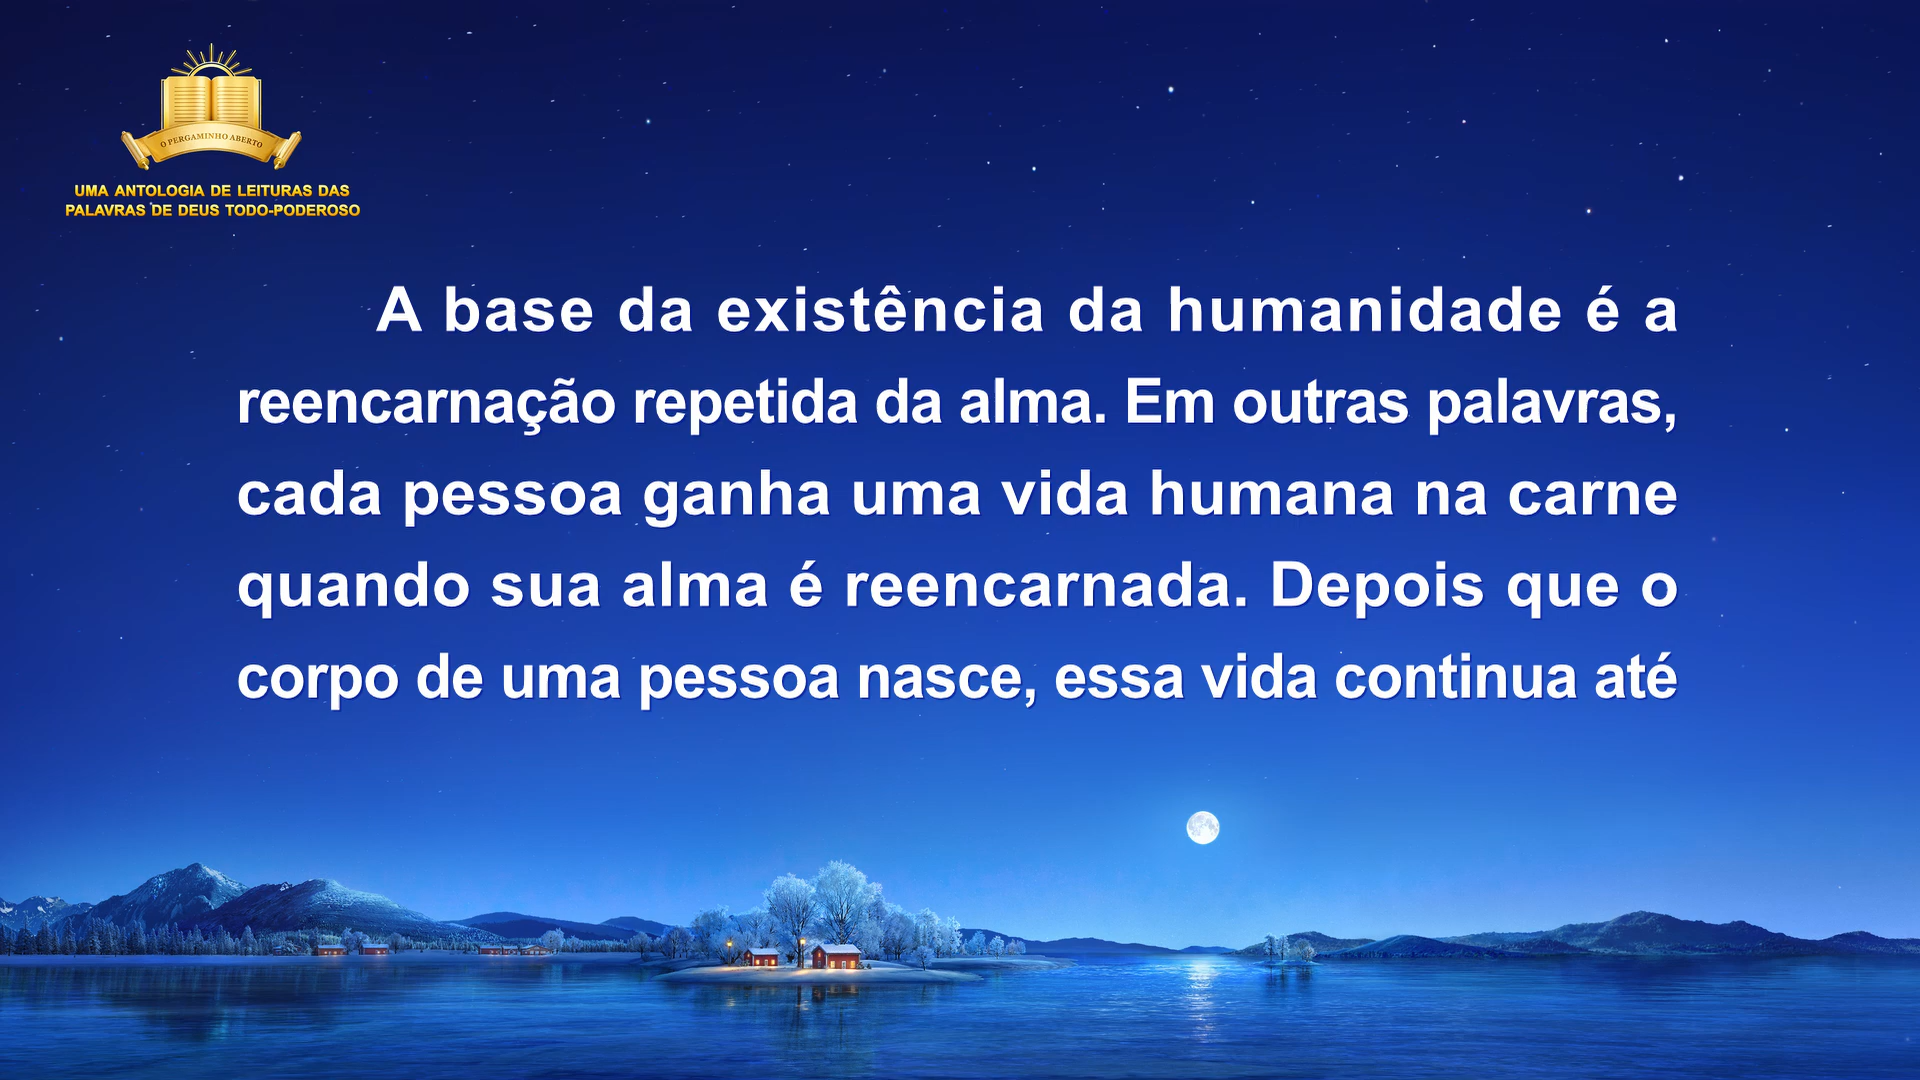 O PERGAMINHO ABERTO
UMA ANTOLOGIA DE LEITURAS DAS
PALAVRAS DE DEUS TODO-PODEROSO
A base da existência da humanidade é a
reencarnação repetida da alma. Em outras palavras,
cada pessoa ganha uma vida humana na carne
quando sua alma é reencarnada. Depois que o
corpo de uma pessoa nasce, essa vida continua até